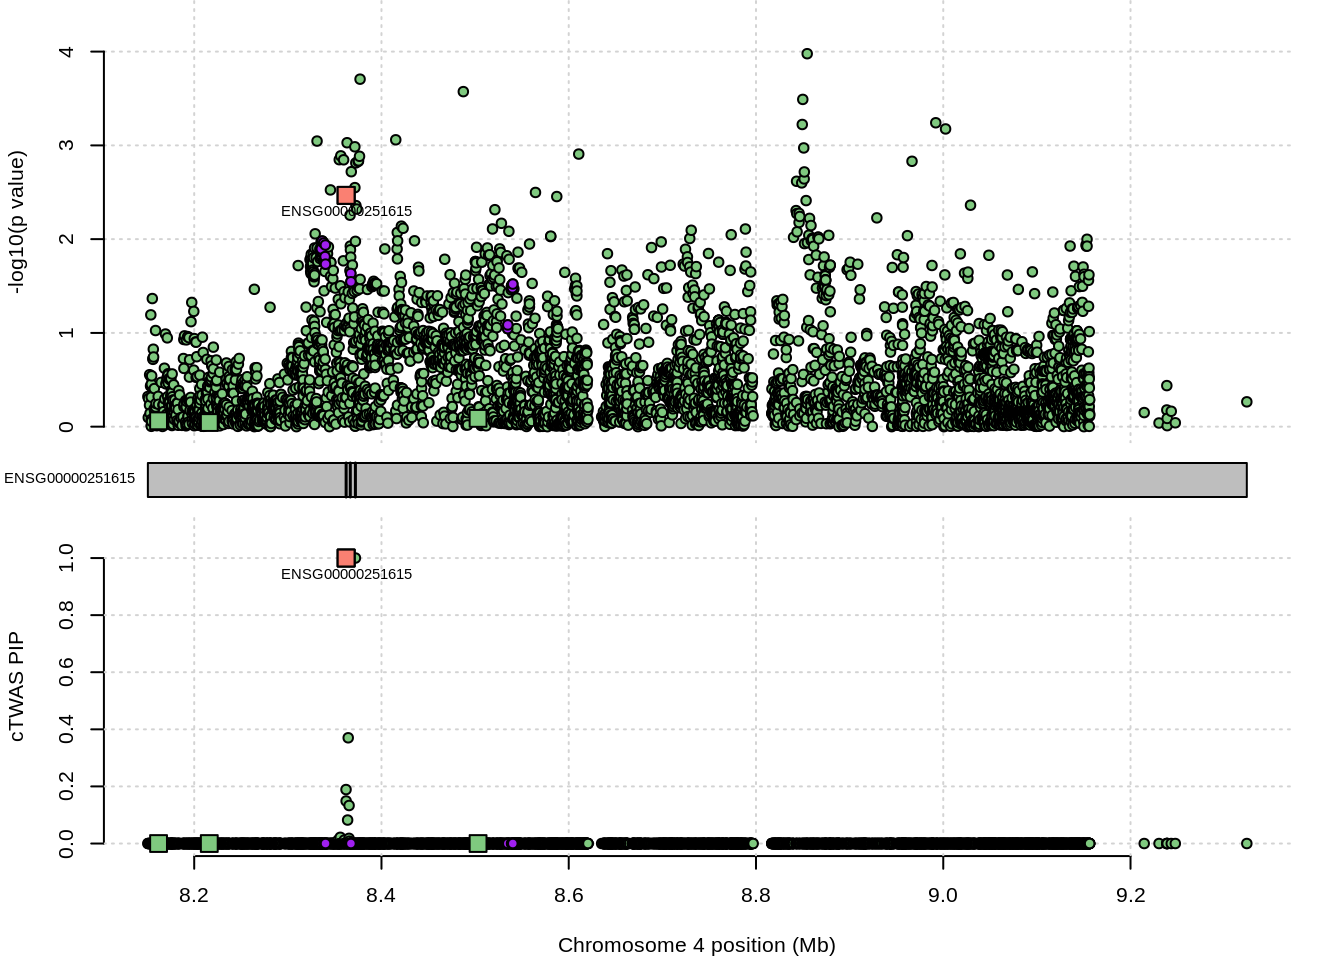 4
3
2
1
0
-log10(p value)
ENSG00000251615
ENSG00000251615
1.0
0.8
0.6
0.4
0.2
0.0
cTWAS PIP
ENSG00000251615
8.2 8.4 8.6 8.8 9.0 9.2
Chromosome 4 position (Mb)